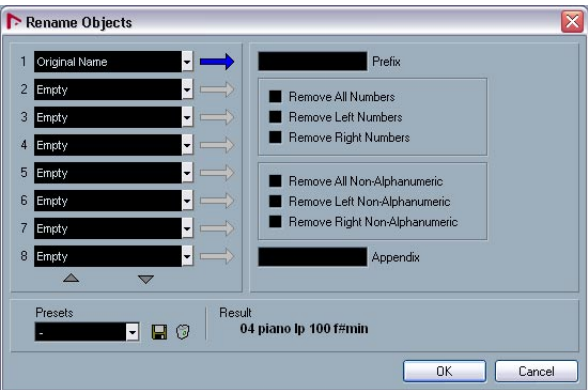 Rename Objects
1 Original Name
2 Empty
3 Empty
4 Empty
5 Empty
6 Empty
7 Empty
8 Empty
Prefix
Remove All Numbers
Remove Left Numbers
Remove Right Numbers
Remove All Non-Alphanumeric
Remove Left Non-Alphanumeric
Remove Right Non-Alphanumeric
Appendix
Presets
-
Result
04 piano lp 100 f#min
OK
Cancel